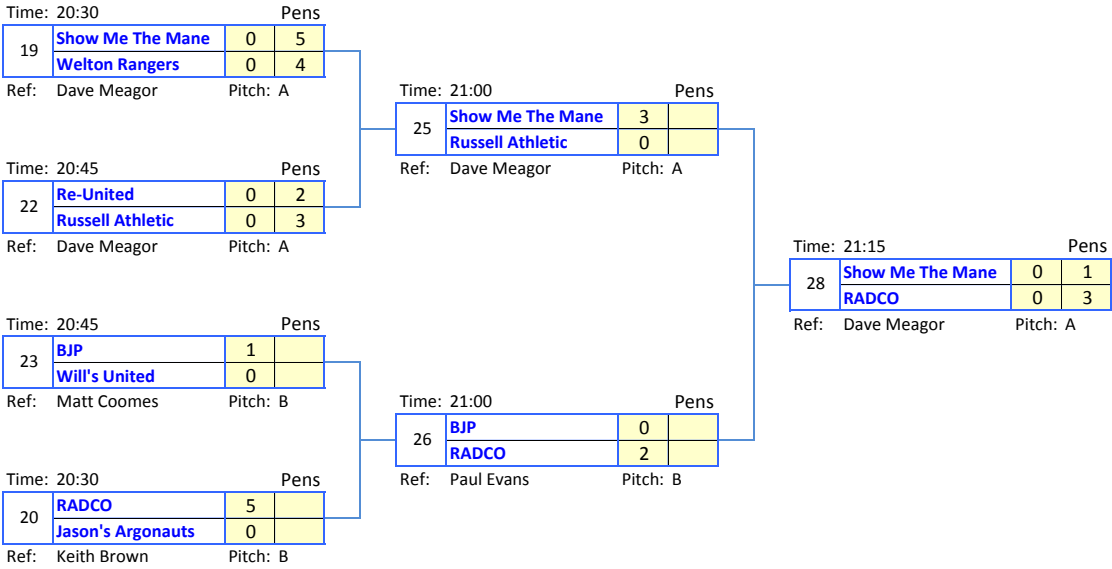 Time: 20:30 Pens
19
Show Me The Mane 0 5
Welton Rangers 0 4
Ref: Dave Meagor Pitch: A
Time: 20:45 Pens
22
Re-United 0 2
Russell Athletic 0 3
Ref: Dave Meagor Pitch: A
Time: 20:45 Pens
23
BJP 1
Will's United 0
Ref: Matt Coomes Pitch: B
Time: 20:30 Pens
20
RADCO 5
Jason's Argonauts 0
Ref: Keith Brown Pitch: B
Time: 21:00 Pens
25
Show Me The Mane 3
Russell Athletic 0
Ref: Dave Meagor Pitch: A
Time: 21:00 Pens
26
BJP 0
RADCO 2
Ref: Paul Evans Pitch: B
Time: 21:15 Pens
28
Show Me The Mane 0 1
RADCO 0 3
Ref: Dave Meagor Pitch: A